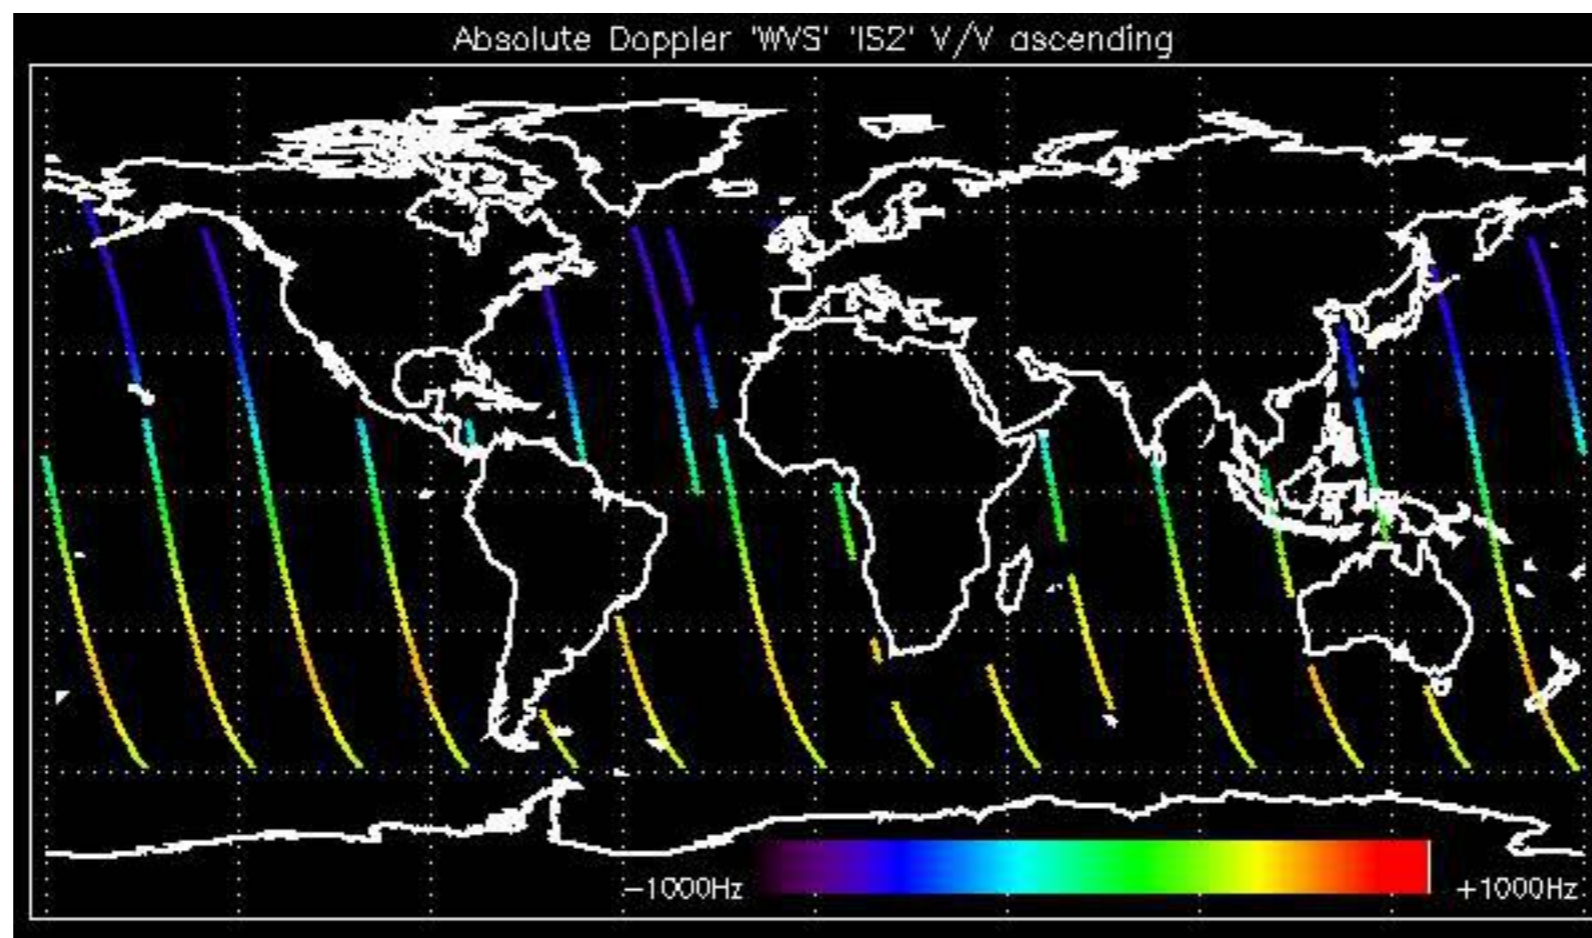 Absolute Doppler 'WVS' 'IS2' V/V ascending
-1000Hz +1000Hz